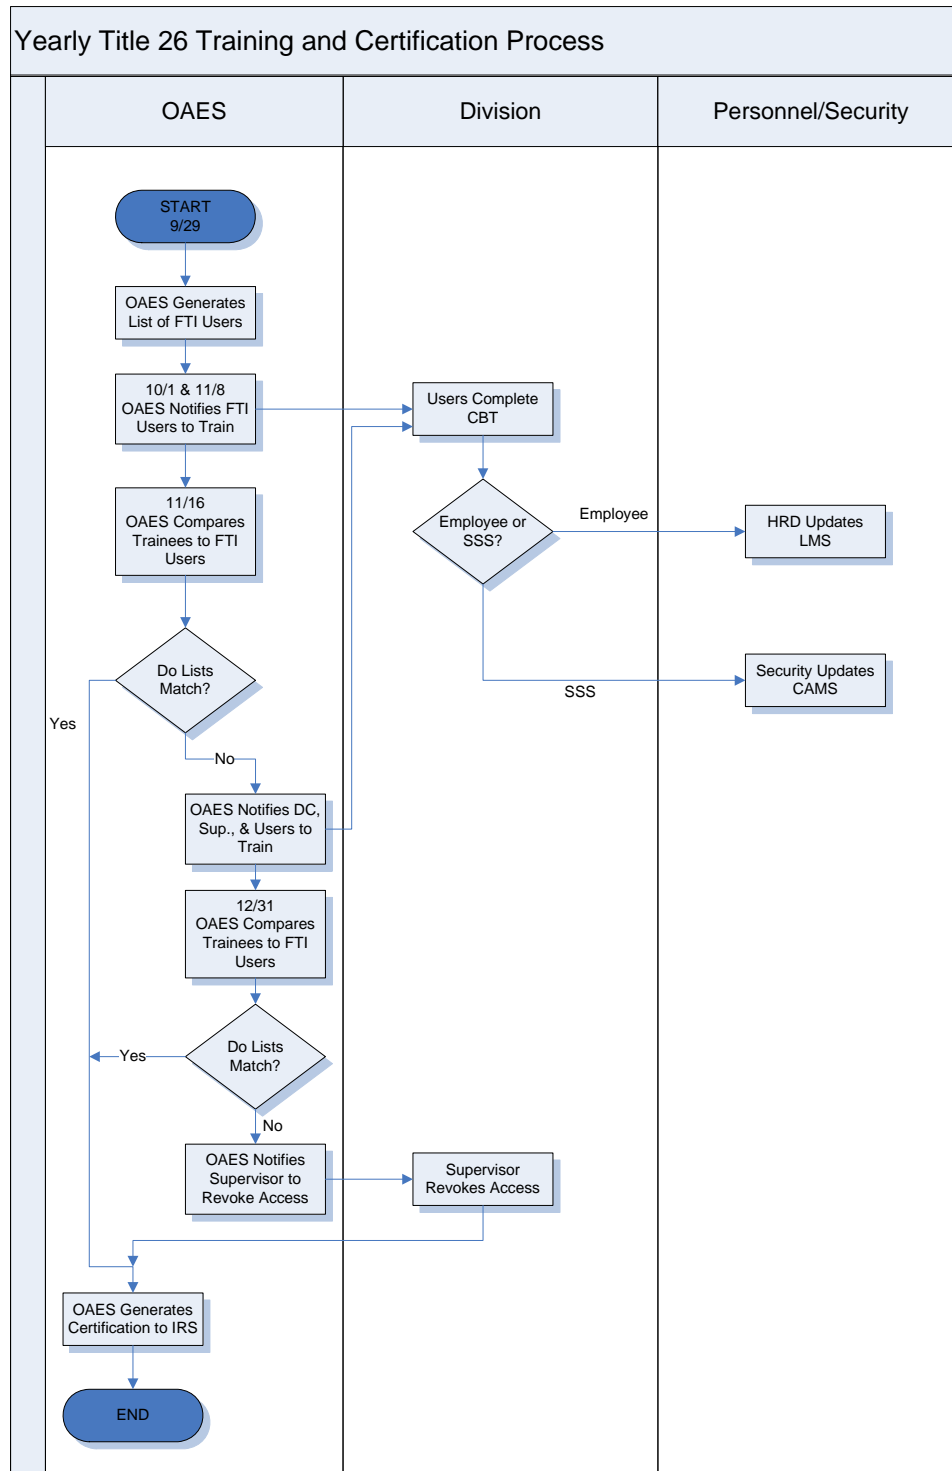 Yearly Title 26 Training and Certification Process
OAES
Division
Personnel/Security
START
9/29
OAES Generates
List of FTI Users
10/1 & 11/8
OAES Notifies FTI
Users to Train
Users Complete
CBT
11/16
OAES Compares
Trainees to FTI
Users
Employee or
SSS?
Employee
HRD Updates
LMS
Do Lists
Match?
Security Updates
CAMS
SSS
Yes
No
OAES Notifies DC,
Sup., & Users to
Train
12/31
OAES Compares
Trainees to FTI
Users
Do Lists
Match?
Yes
No
OAES Notifies
Supervisor to
Revoke Access
Supervisor
Revokes Access
OAES Generates
Certification to IRS
END